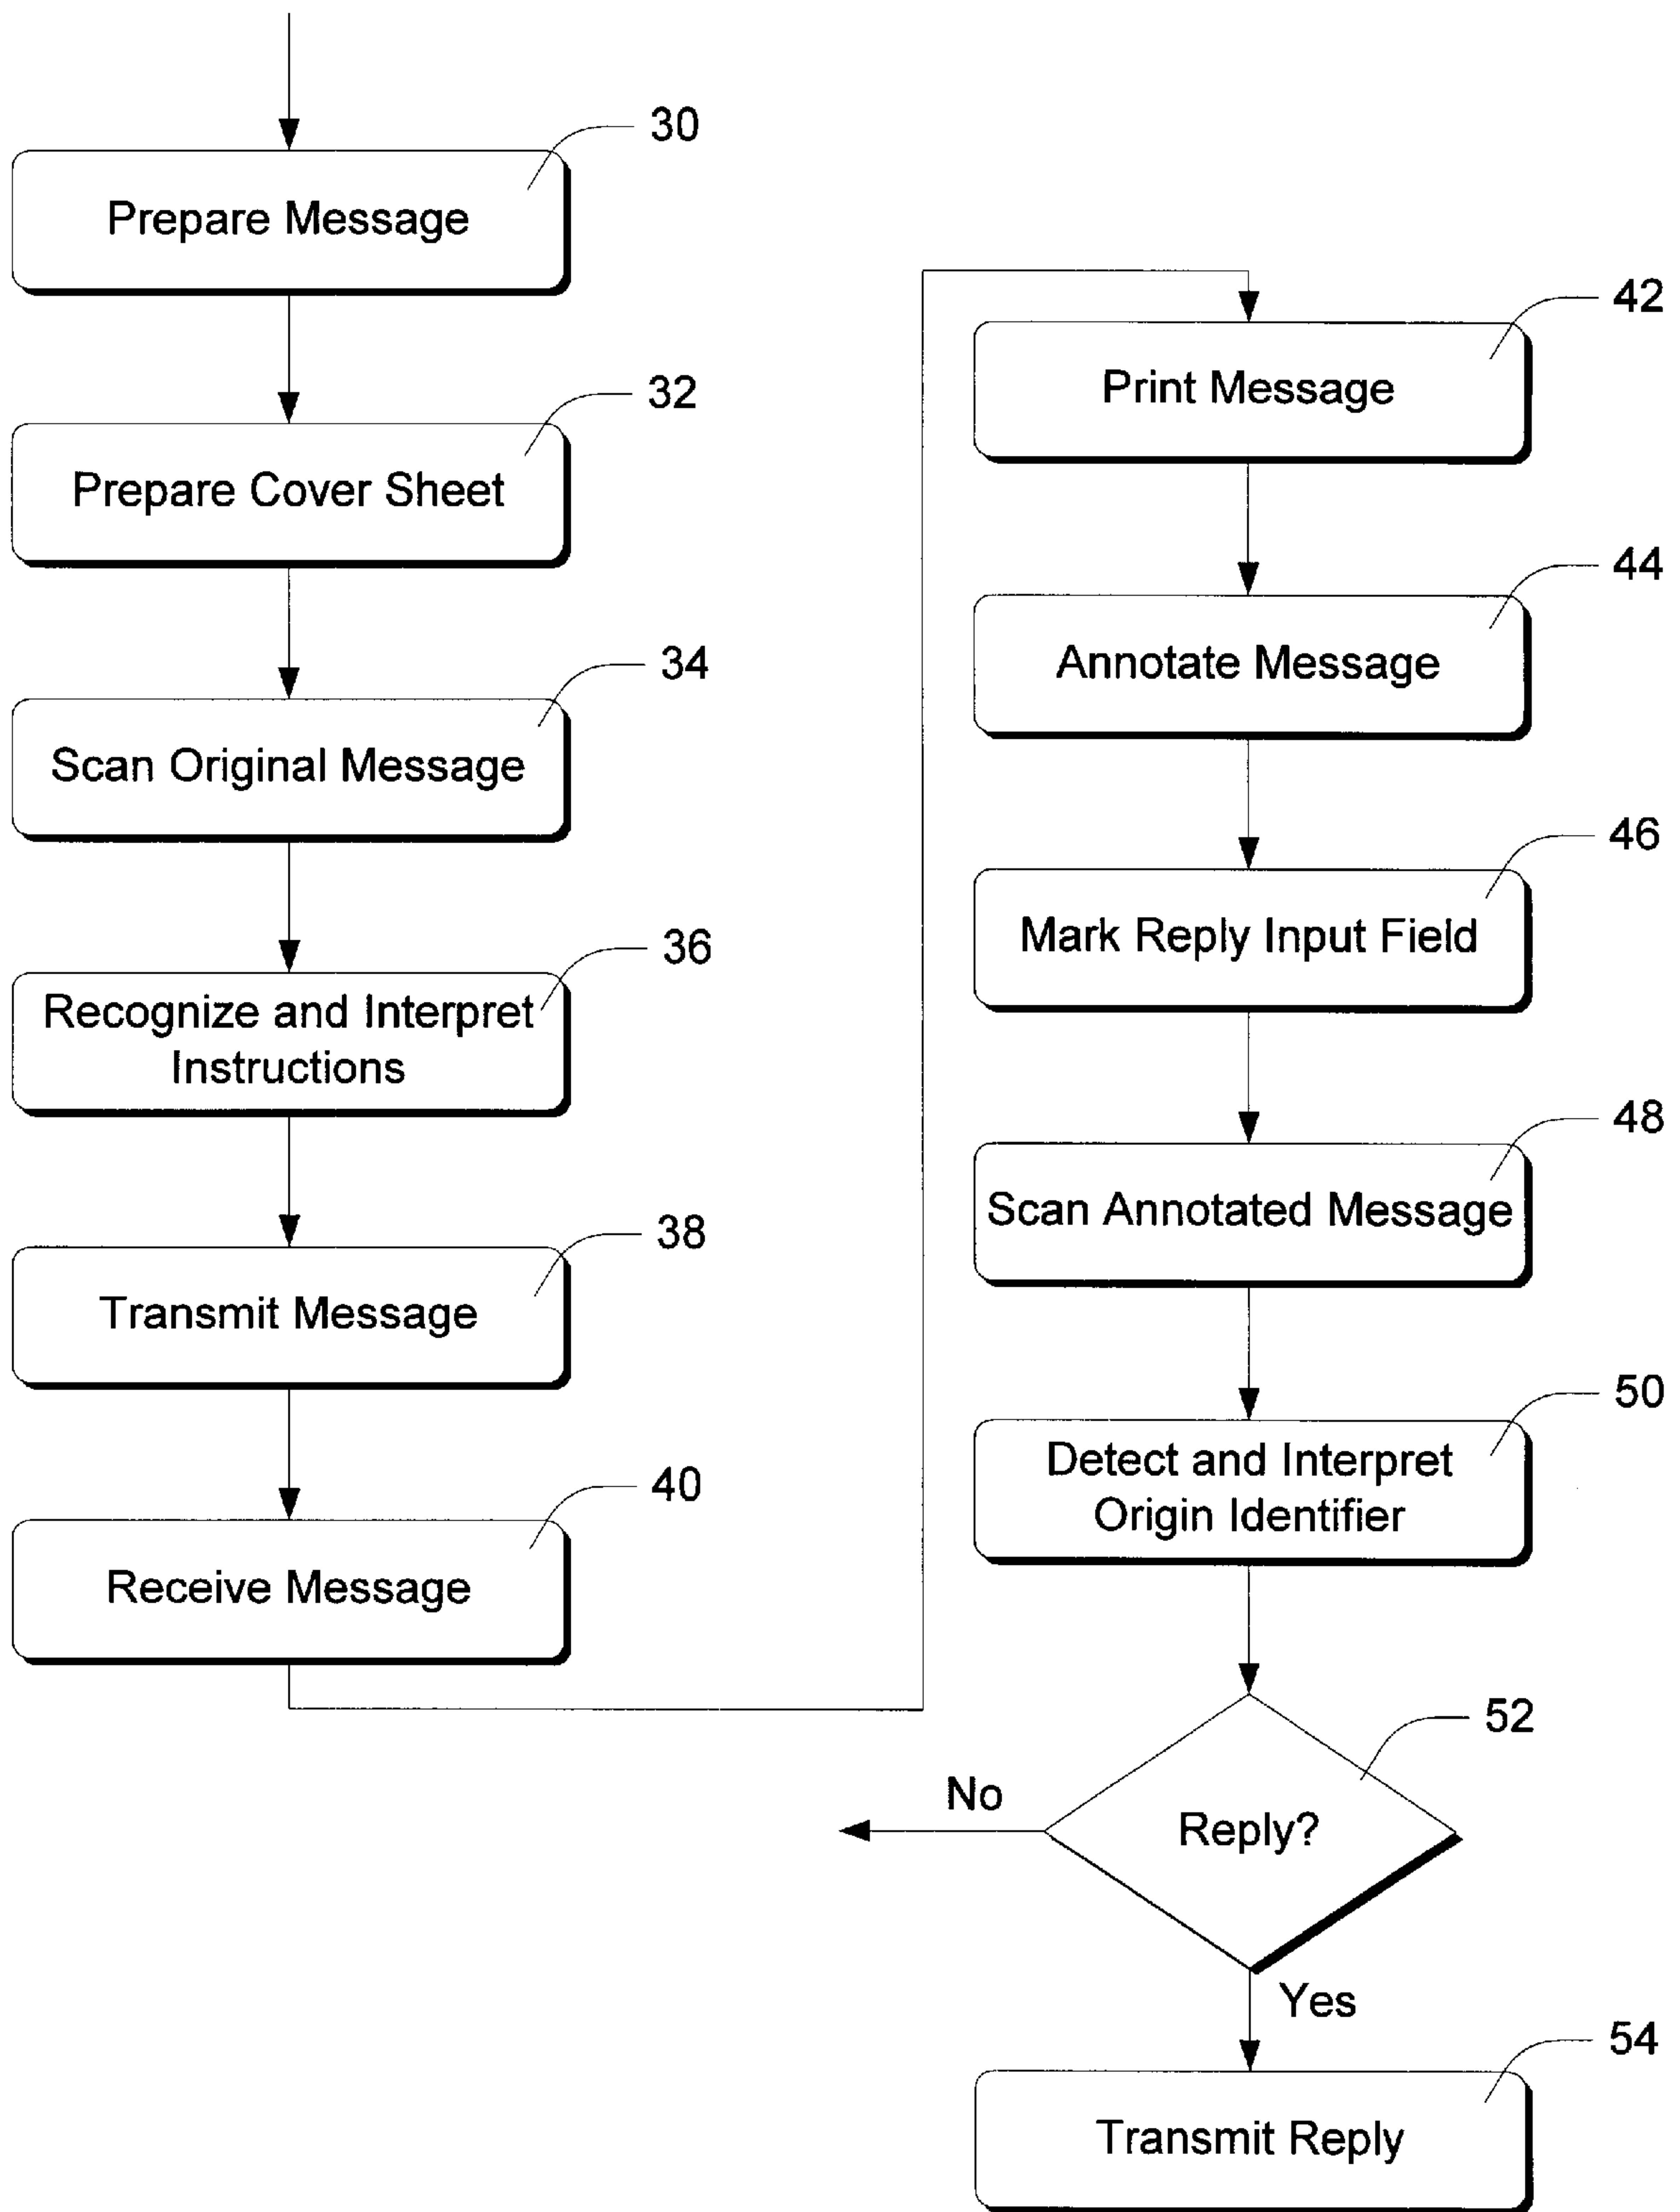 30
Prepare Message
32
Prepare Cover Sheet
34
Scan Original Message
36
Recognize and Interpret
Instructions
38
Transmit Message
40
Receive Message
42
Print Message
44
Annotate Message
46
Mark Reply Input Field
48
Scan Annotated Message
50
Detect and Interpret
Origin Identifier
52
Reply?
No
Yes
54
Transmit Reply